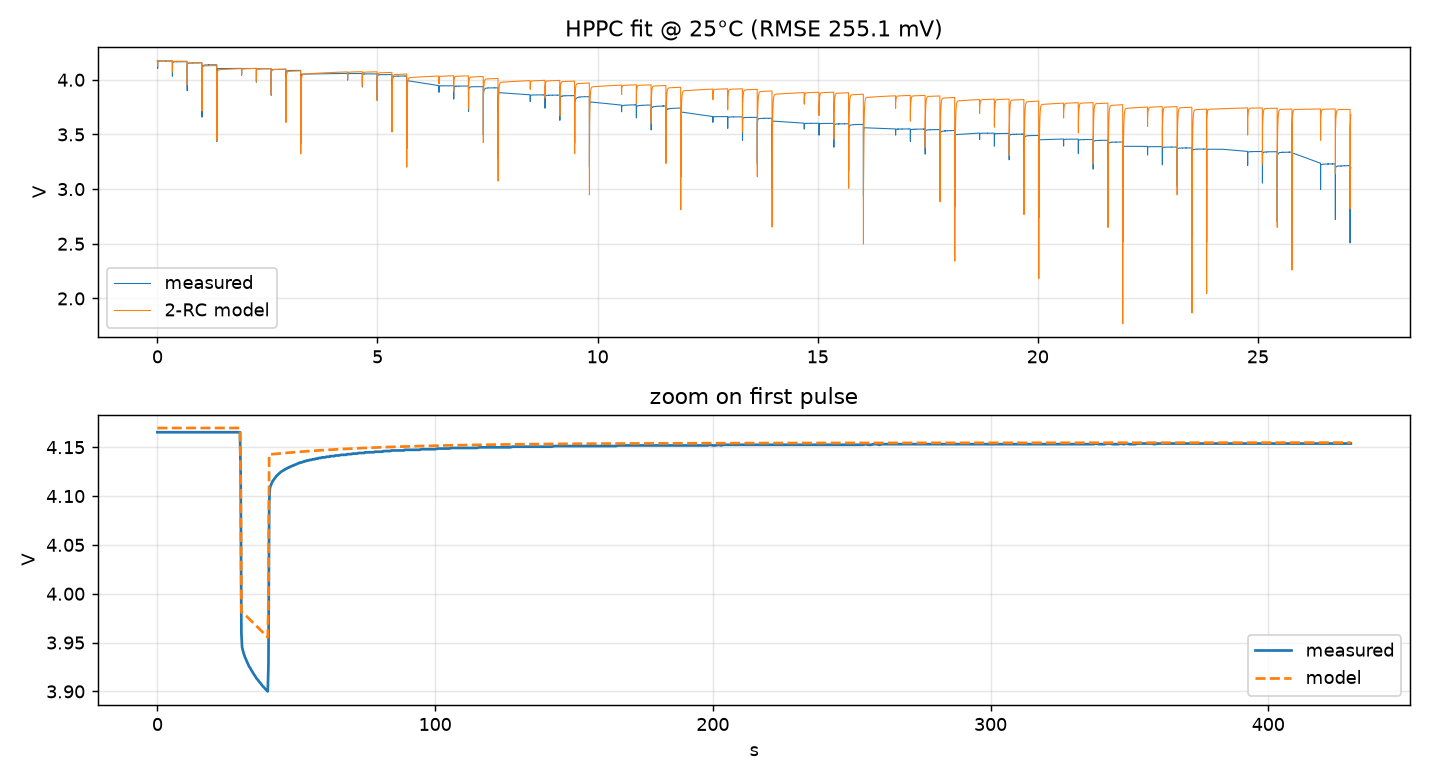 HPPC fit @ 25°C (RMSE 255.1 mV)
V
4.0
3.5
3.0
2.5
2.0
measured
2-RC model
0 5 10 15 20 25
zoom on first pulse
V
4.15
4.10
4.05
4.00
3.95
3.90
measured
model
0 100 200 300 400
s